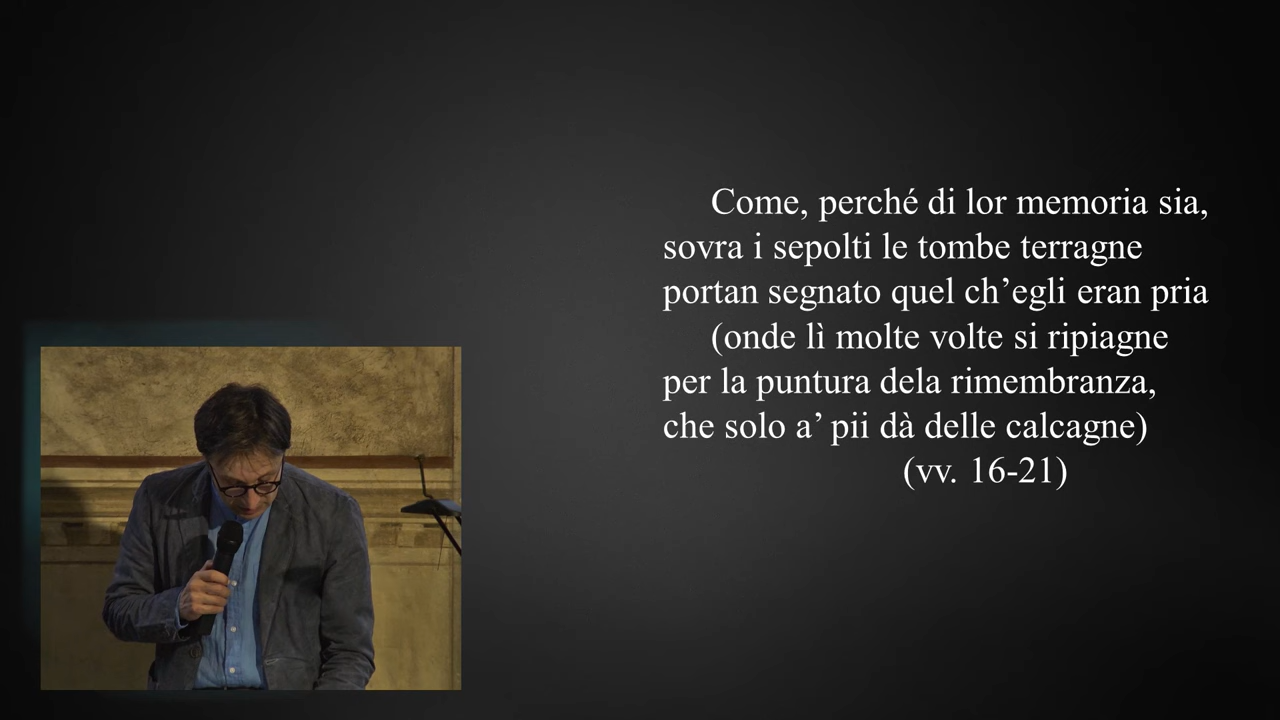 Come, perché di lor memoria sia,
sovra i sepolti le tombe terragne
portan segnato quel ch’egli eran pria
(onde lì molte volte si ripiagne
per la puntura dela rimembranza,
che solo a’ pii dà delle calcagne)
(vv. 16-21)